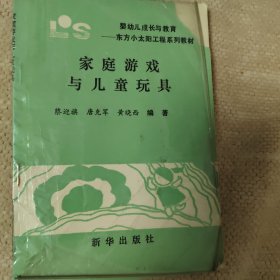 LS
婴幼儿成长与教育
——东方小太阳工程系列教材
家庭游戏
与儿童玩具
蔡迎旗 唐克军 黄晓西 编著
新华出版社